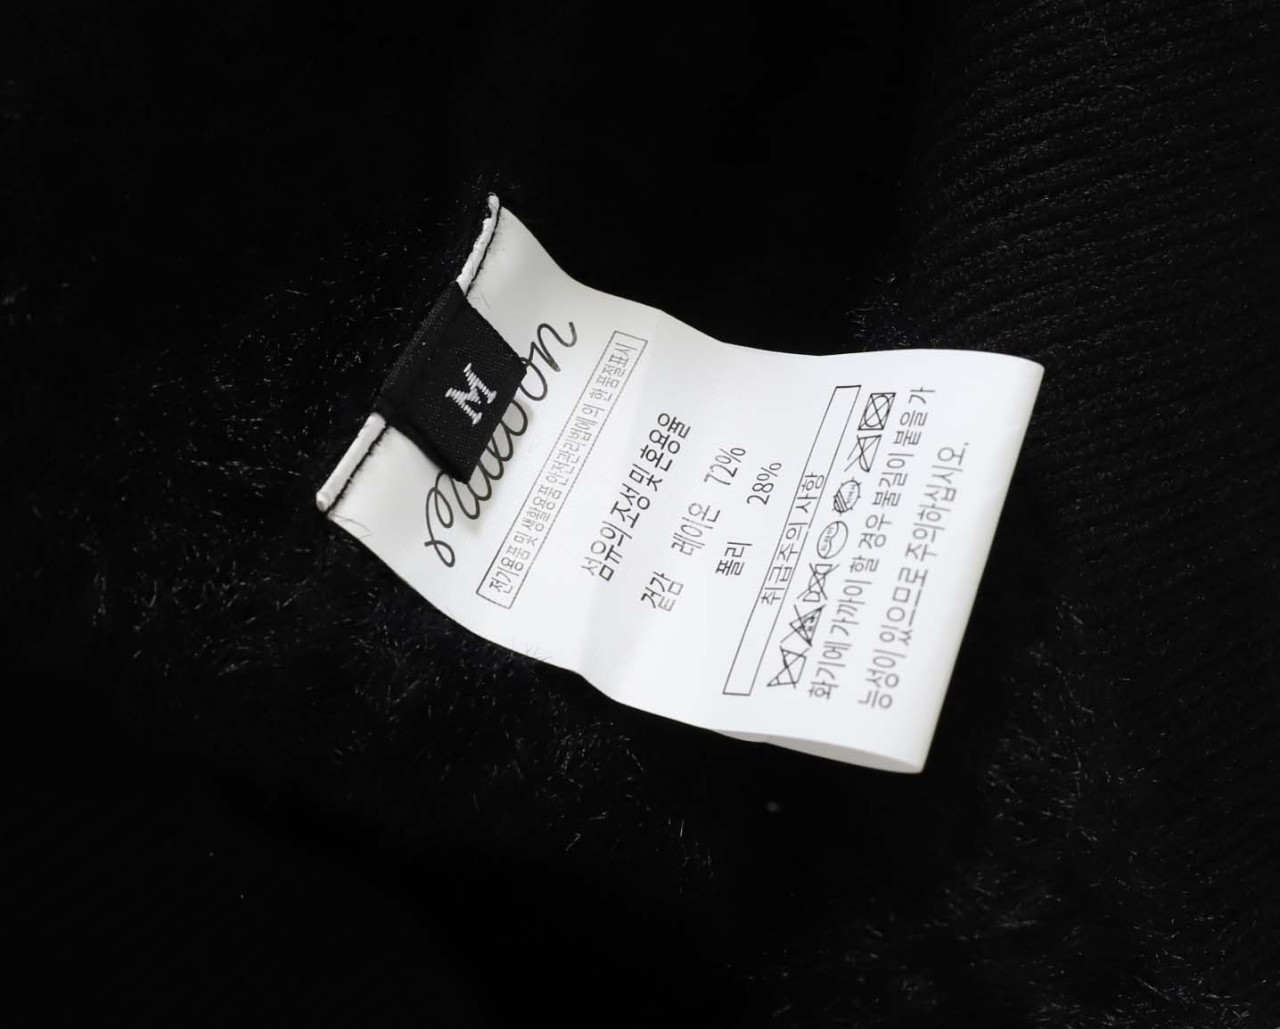 M
전기용품 및 생활용품 안전관리법에 의한 품질표시
섬유의 조성 및 혼용율
겉감 레이온 72%
폴리 28%
취급주의 사항
화기에 가까이 할 경우 불길이 붙을 가
능성이 있으므로 주의하십시오.